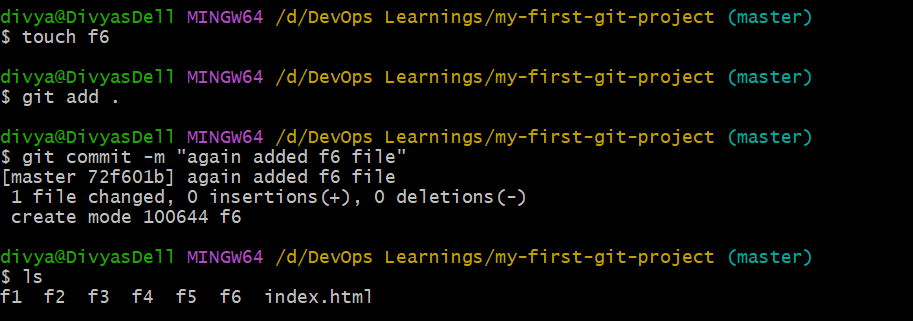 divya@DivyasDell MINGW64 /d/DevOps Learnings/my-first-git-project (master)
$ touch f6
divya@DivyasDell MINGW64 /d/DevOps Learnings/my-first-git-project (master)
$ git add .
divya@DivyasDell MINGW64 /d/DevOps Learnings/my-first-git-project (master)
$ git commit -m "again added f6 file"
[master 72f601b] again added f6 file
 1 file changed, 0 insertions(+), 0 deletions(-)
 create mode 100644 f6
divya@DivyasDell MINGW64 /d/DevOps Learnings/my-first-git-project (master)
$ ls
f1  f2  f3  f4  f5  f6  index.html